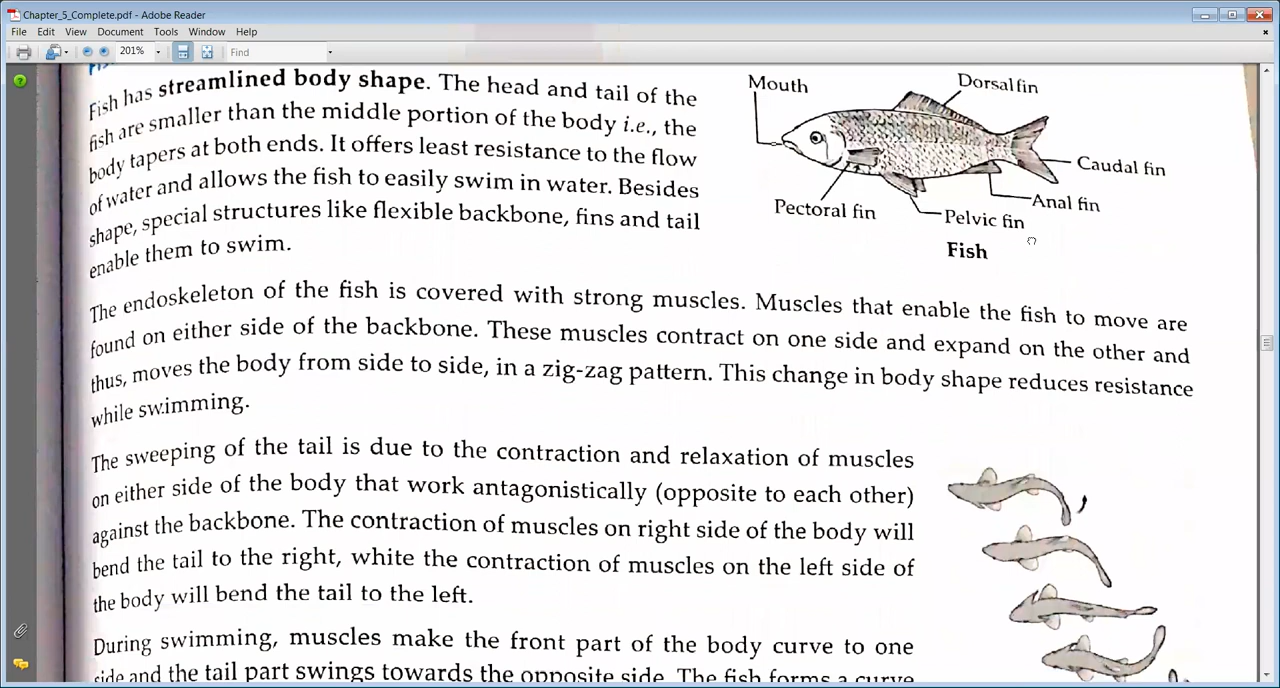 Chapter_5_Complete.pdf - Adobe Reader
File Edit View Document Tools Window Help
201% Find
Fish has streamlined body shape. The head and tail of the
fish are smaller than the middle portion of the body i.e., the
body tapers at both ends. It offers least resistance to the flow
of water and allows the fish to easily swim in water. Besides
shape, special structures like flexible backbone, fins and tail
enable them to swim.
Mouth
Dorsal fin
Caudal fin
Anal fin
Pectoral fin
Pelvic fin
Fish
The endoskeleton of the fish is covered with strong muscles. Muscles that enable the fish to move are
found on either side of the backbone. These muscles contract on one side and expand on the other and
thus, moves the body from side to side, in a zig-zag pattern. This change in body shape reduces resistance
while swimming.
The sweeping of the tail is due to the contraction and relaxation of muscles
on either side of the body that work antagonistically (opposite to each other)
against the backbone. The contraction of muscles on right side of the body will
bend the tail to the right, white the contraction of muscles on the left side of
the body will bend the tail to the left.
During swimming, muscles make the front part of the body curve to one
side and the tail part swings towards the opposite side. The fish forms a curve